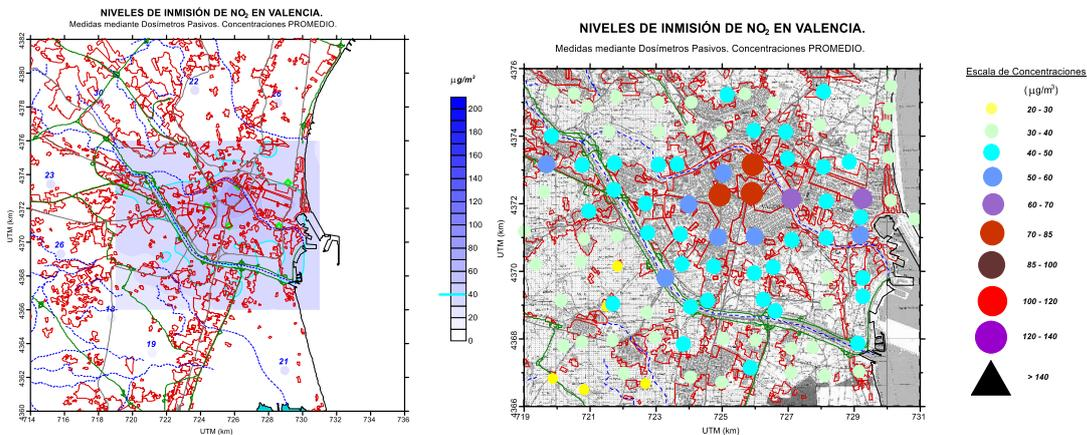 NIVELES DE INMISIÓN DE NO2 EN VALENCIA.
Medidas mediante Dosímetros Pasivos. Concentraciones PROMEDIO.
4382
4380
4378
4376
4374
4372
4370
4368
4366
4364
4362
4360
UTM (km)
22
23
26
19
21
714 716 718 720 722 724 726 728 730 732 734 736
UTM (km)
μg/m³
200
180
160
140
120
100
80
60
40
20
0
NIVELES DE INMISIÓN DE NO2 EN VALENCIA.
Medidas mediante Dosímetros Pasivos. Concentraciones PROMEDIO.
4376
4374
4372
4370
4368
4366
UTM (km)
719 721 723 725 727 729 731
UTM (km)
Escala de Concentraciones
(μg/m³)
20 - 30
30 - 40
40 - 50
50 - 60
60 - 70
70 - 85
85 - 100
100 - 120
120 - 140
> 140